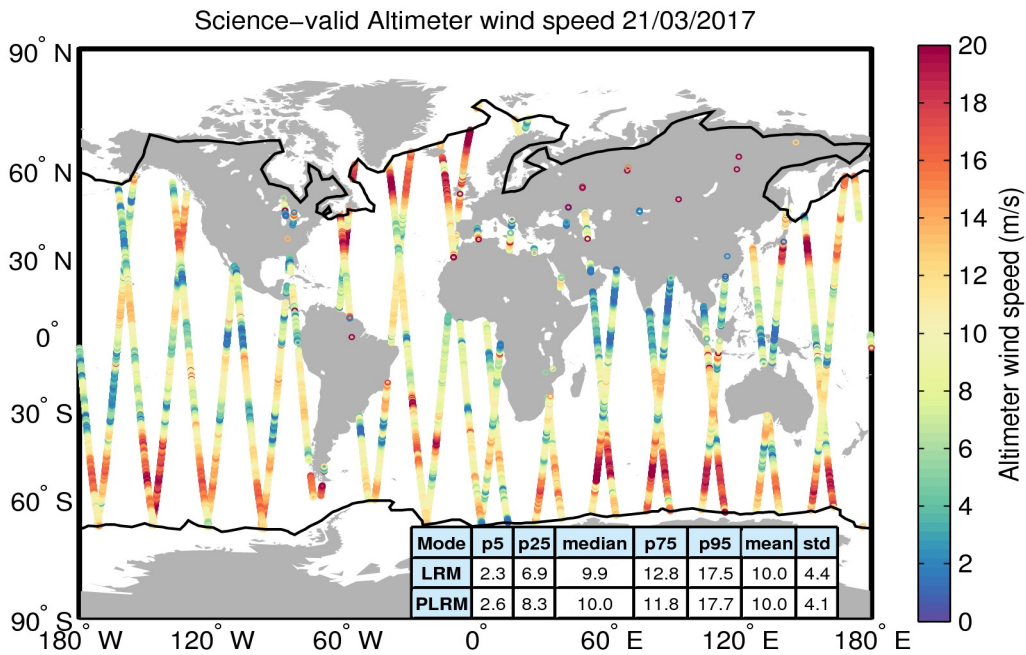 Science−valid Altimeter wind speed 21/03/2017
90° N
60° N
30° N
0°
30° S
60° S
90° S
180° W
120° W
60° W
0°
60° E
120° E
180° E
20
18
16
14
12
10
8
6
4
2
0
Altimeter wind speed (m/s)
Mode p5 p25 median p75 p95 mean std
LRM 2.3 6.9 9.9 12.8 17.5 10.0 4.4
PLRM 2.6 8.3 10.0 11.8 17.7 10.0 4.1